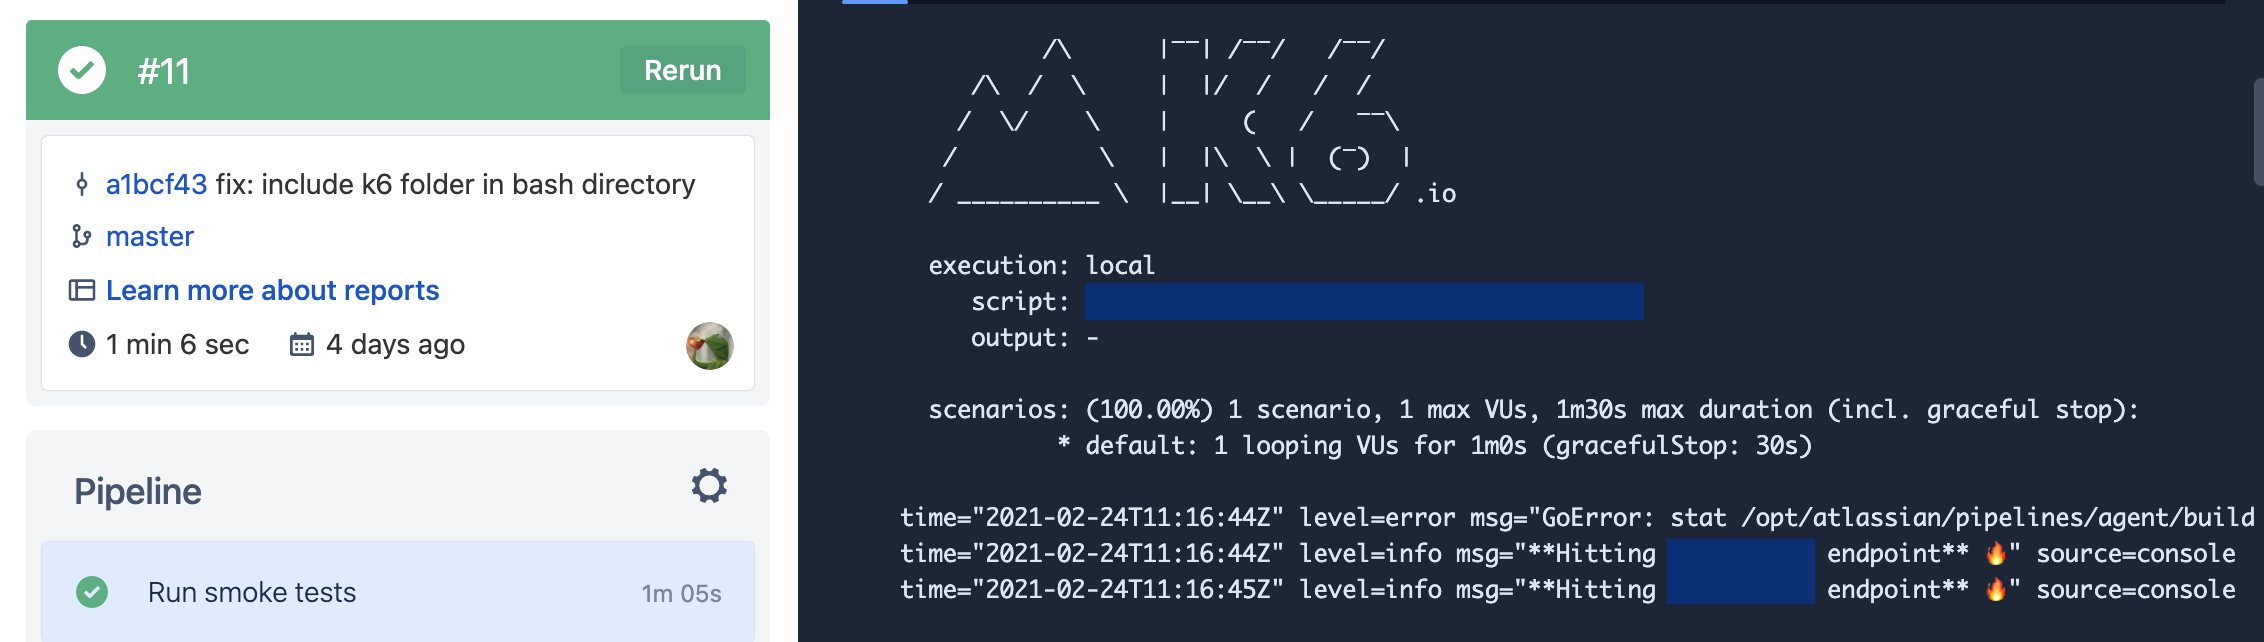 #11
Rerun
a1bcf43 fix: include k6 folder in bash directory
master
Learn more about reports
1 min 6 sec 4 days ago
Pipeline
Run smoke tests 1m 05s
          /\      |‾‾| /‾‾/   /‾‾/
     /\  /  \     |  |/  /   /  /
    /  \/    \    |     (   /   ‾‾\
   /          \   |  |\  \ |  (‾)  |
  / __________ \  |__| \__\ \_____/ .io
execution: local
script:
output: -
scenarios: (100.00%) 1 scenario, 1 max VUs, 1m30s max duration (incl. graceful stop):
* default: 1 looping VUs for 1m0s (gracefulStop: 30s)
time="2021-02-24T11:16:44Z" level=error msg="GoError: stat /opt/atlassian/pipelines/agent/build
time="2021-02-24T11:16:44Z" level=info msg="**Hitting endpoint** 🔥" source=console
time="2021-02-24T11:16:45Z" level=info msg="**Hitting endpoint** 🔥" source=console